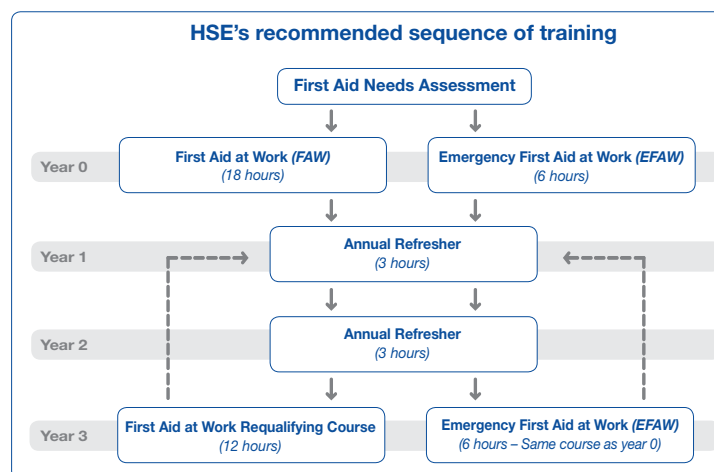 HSE's recommended sequence of training
First Aid Needs Assessment
Year 0
First Aid at Work (FAW)
(18 hours)
Emergency First Aid at Work (EFAW)
(6 hours)
Year 1
Annual Refresher
(3 hours)
Year 2
Annual Refresher
(3 hours)
Year 3
First Aid at Work Requalifying Course
(12 hours)
Emergency First Aid at Work (EFAW)
(6 hours – Same course as year 0)